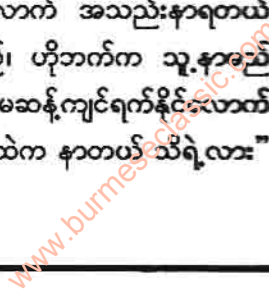 လာကဲ အသည်းနာရတယ်
၊ ဟိုဘက်က သူ့နာမည်
မဆန့်ကျင်ရက်နိုင်လောက်
ထဲက နာတယ် သိရဲ့လား"
www.burmeseclassic.com